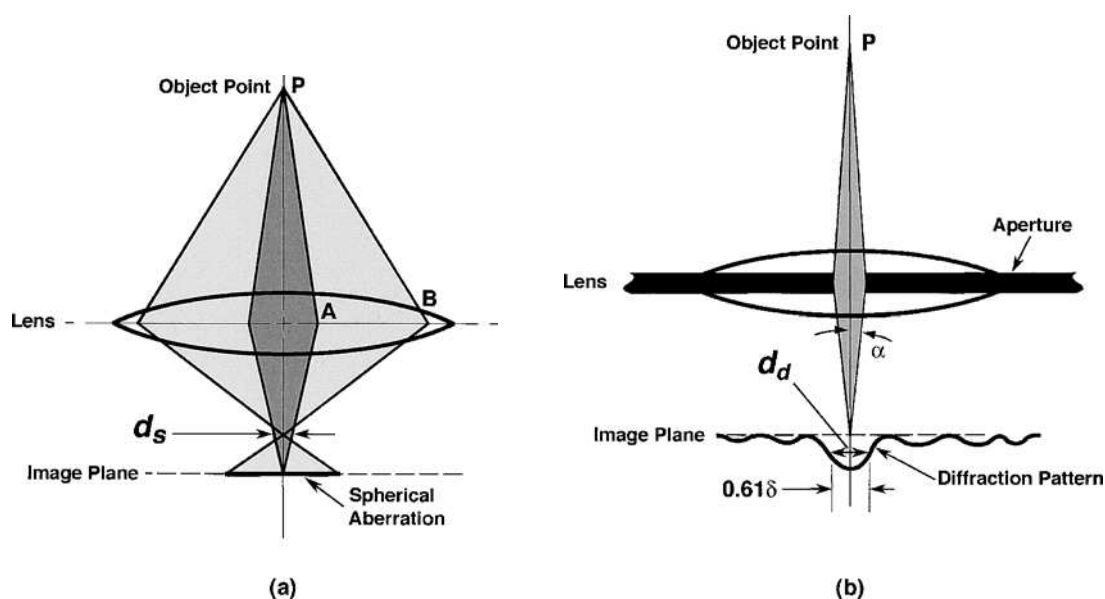 Object Point P
B
A
Lens
d_s
Image Plane
Spherical
Aberration
(a)
Object Point P
Aperture
Lens
α
d_d
Image Plane
Diffraction Pattern
0.61δ
(b)